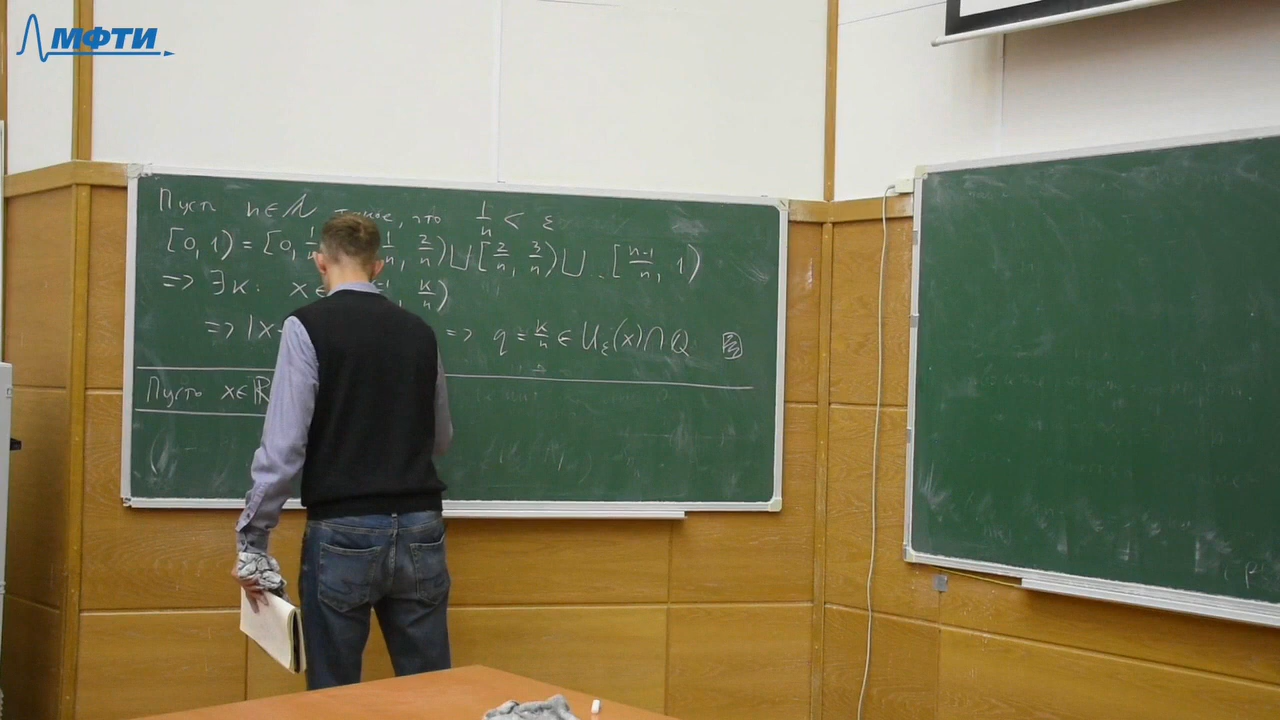 МФТИ
Пусть n ∈ N такое, что 1/n < ε
[0, 1) = [0, 1/n 1/n, 2/n) ⊔ [2/n, 3/n) ⊔ .. [n-1/n, 1)
=> ∃ k: x ∈ -1, k/n)
=> |x - => q = k/n ∈ U_ε(x) ∩ Q
Пусть x ∈ R